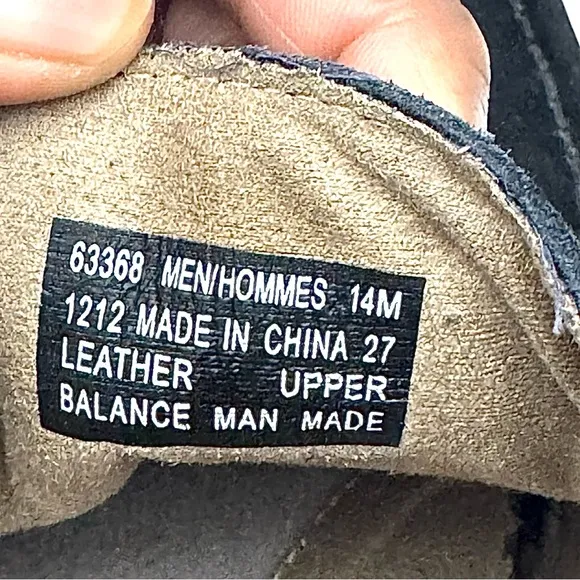 63368 MEN/HOMMES 14M
1212 MADE IN CHINA 27
LEATHER UPPER
BALANCE MAN MADE